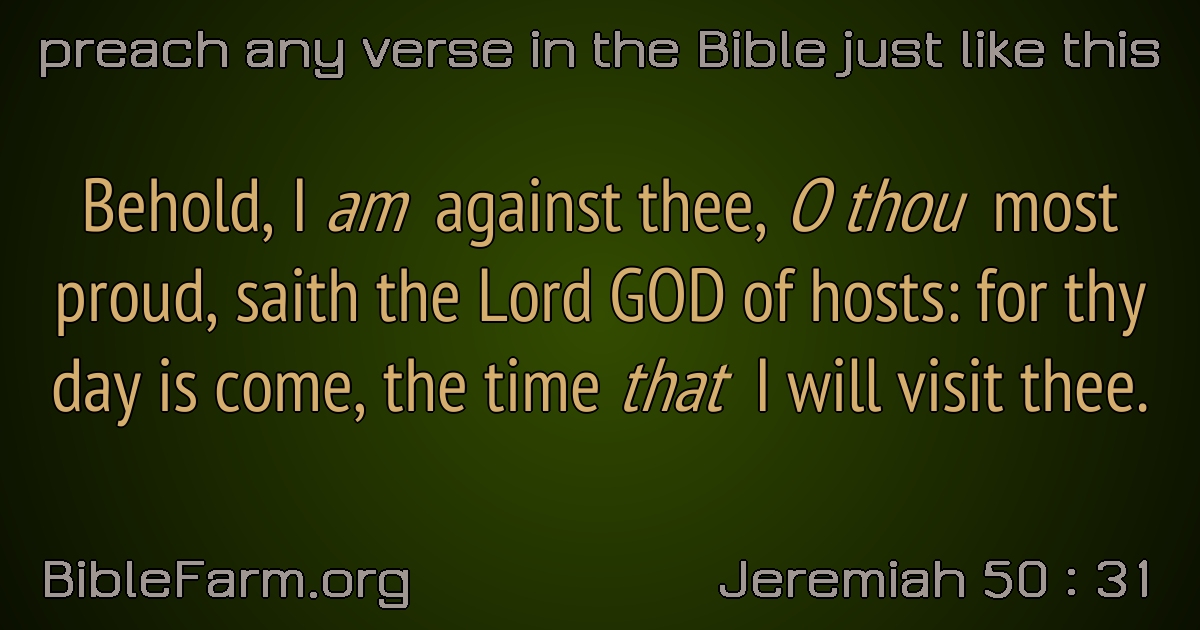 preach any verse in the Bible just like this
Behold, I am against thee, O thou most
proud, saith the Lord GOD of hosts: for thy
day is come, the time that I will visit thee.
BibleFarm.org
Jeremiah 50 : 31